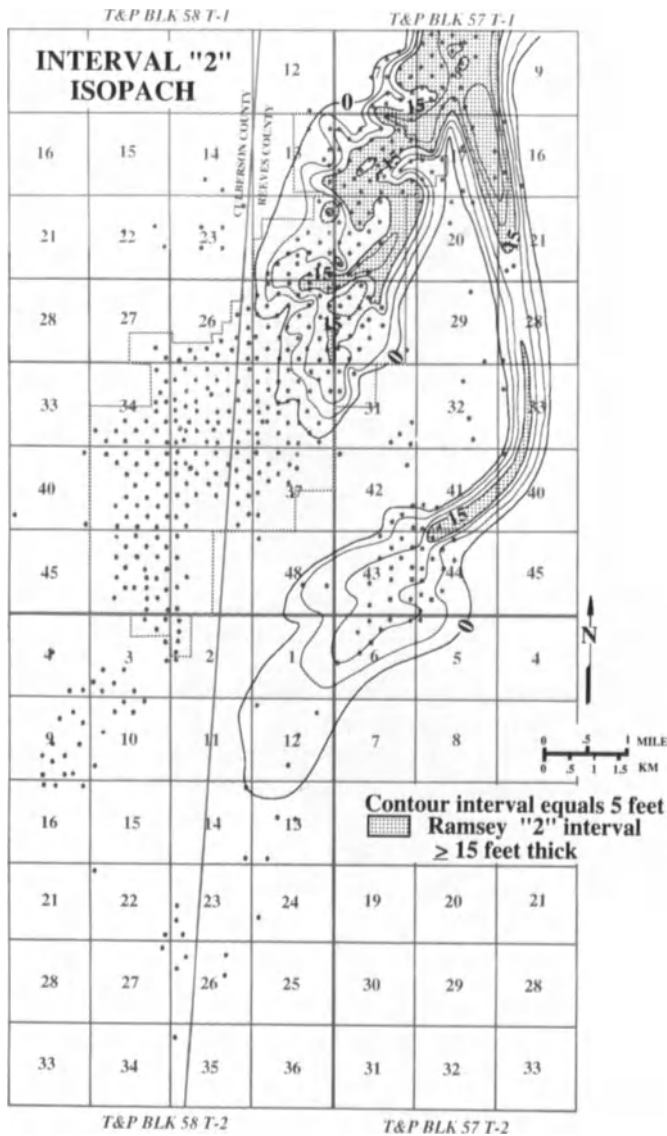 T&P BLK 58 T-1 T&P BLK 57 T-1
INTERVAL "2"
ISOPACH
12 0 9
15
CULBERSON COUNTY
REEVES COUNTY
16 15 14 13 15 16
21 22 23 20 21
15
15
28 27 26 29 28
15
0
33 34 31 32 33
40 37 42 41 40
15
45 48 43 44 45
0
N
4 3 2 1 6 5 4
9 10 11 12 7 8
0 .5 1 MILE
0 .5 1 1.5 KM
Contour interval equals 5 feet
Ramsey "2" interval
≥ 15 feet thick
16 15 14 13
21 22 23 24 19 20 21
28 27 26 25 30 29 28
33 34 35 36 31 32 33
T&P BLK 58 T-2 T&P BLK 57 T-2